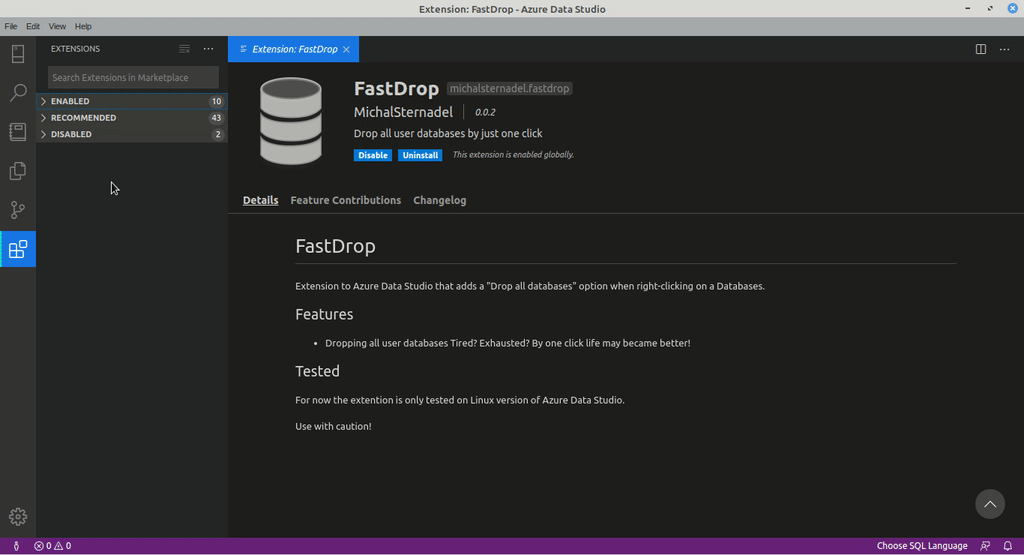 Extension: FastDrop - Azure Data Studio
File Edit View Help
EXTENSIONS
Search Extensions in Marketplace
ENABLED 10
RECOMMENDED 43
DISABLED 2
Extension: FastDrop
FastDrop michalsternadel.fastdrop
MichalSternadel 0.0.2
Drop all user databases by just one click
Disable Uninstall This extension is enabled globally.
Details Feature Contributions Changelog
FastDrop
Extension to Azure Data Studio that adds a "Drop all databases" option when right-clicking on a Databases.
Features
• Dropping all user databases Tired? Exhausted? By one click life may became better!
Tested
For now the extention is only tested on Linux version of Azure Data Studio.
Use with caution!
0 0 Choose SQL Language